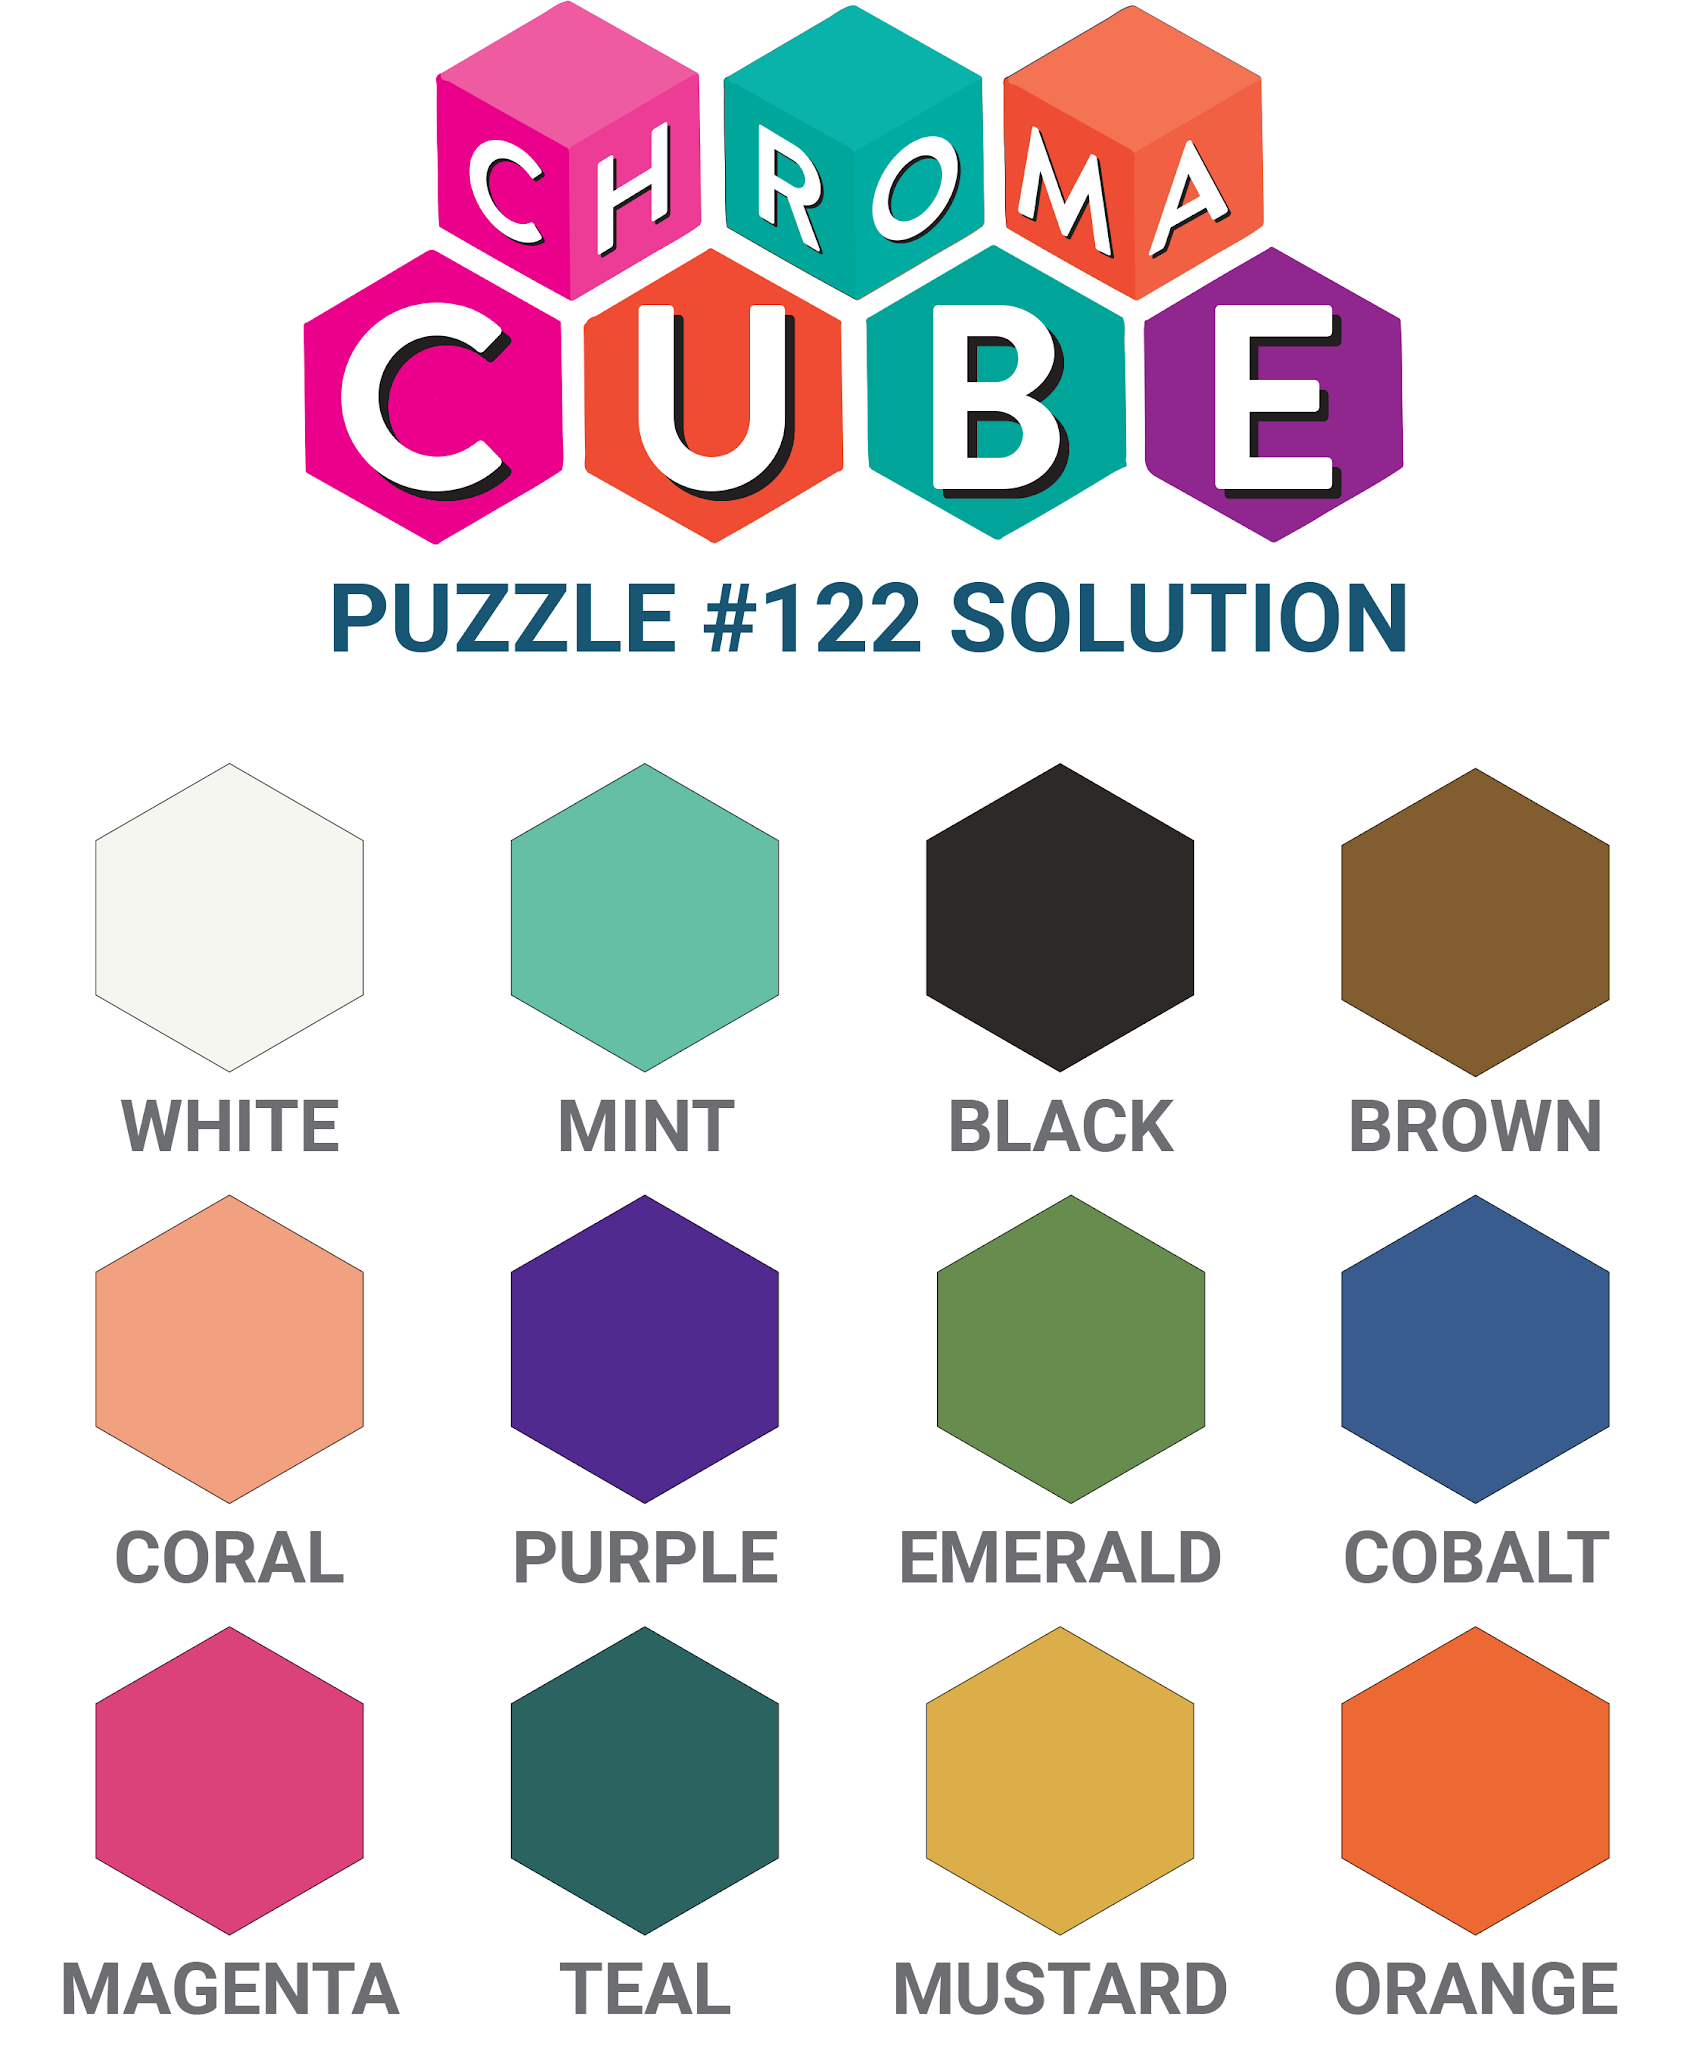 CHROMA
CUBE
PUZZLE #122 SOLUTION
WHITE MINT BLACK BROWN
CORAL PURPLE EMERALD COBALT
MAGENTA TEAL MUSTARD ORANGE